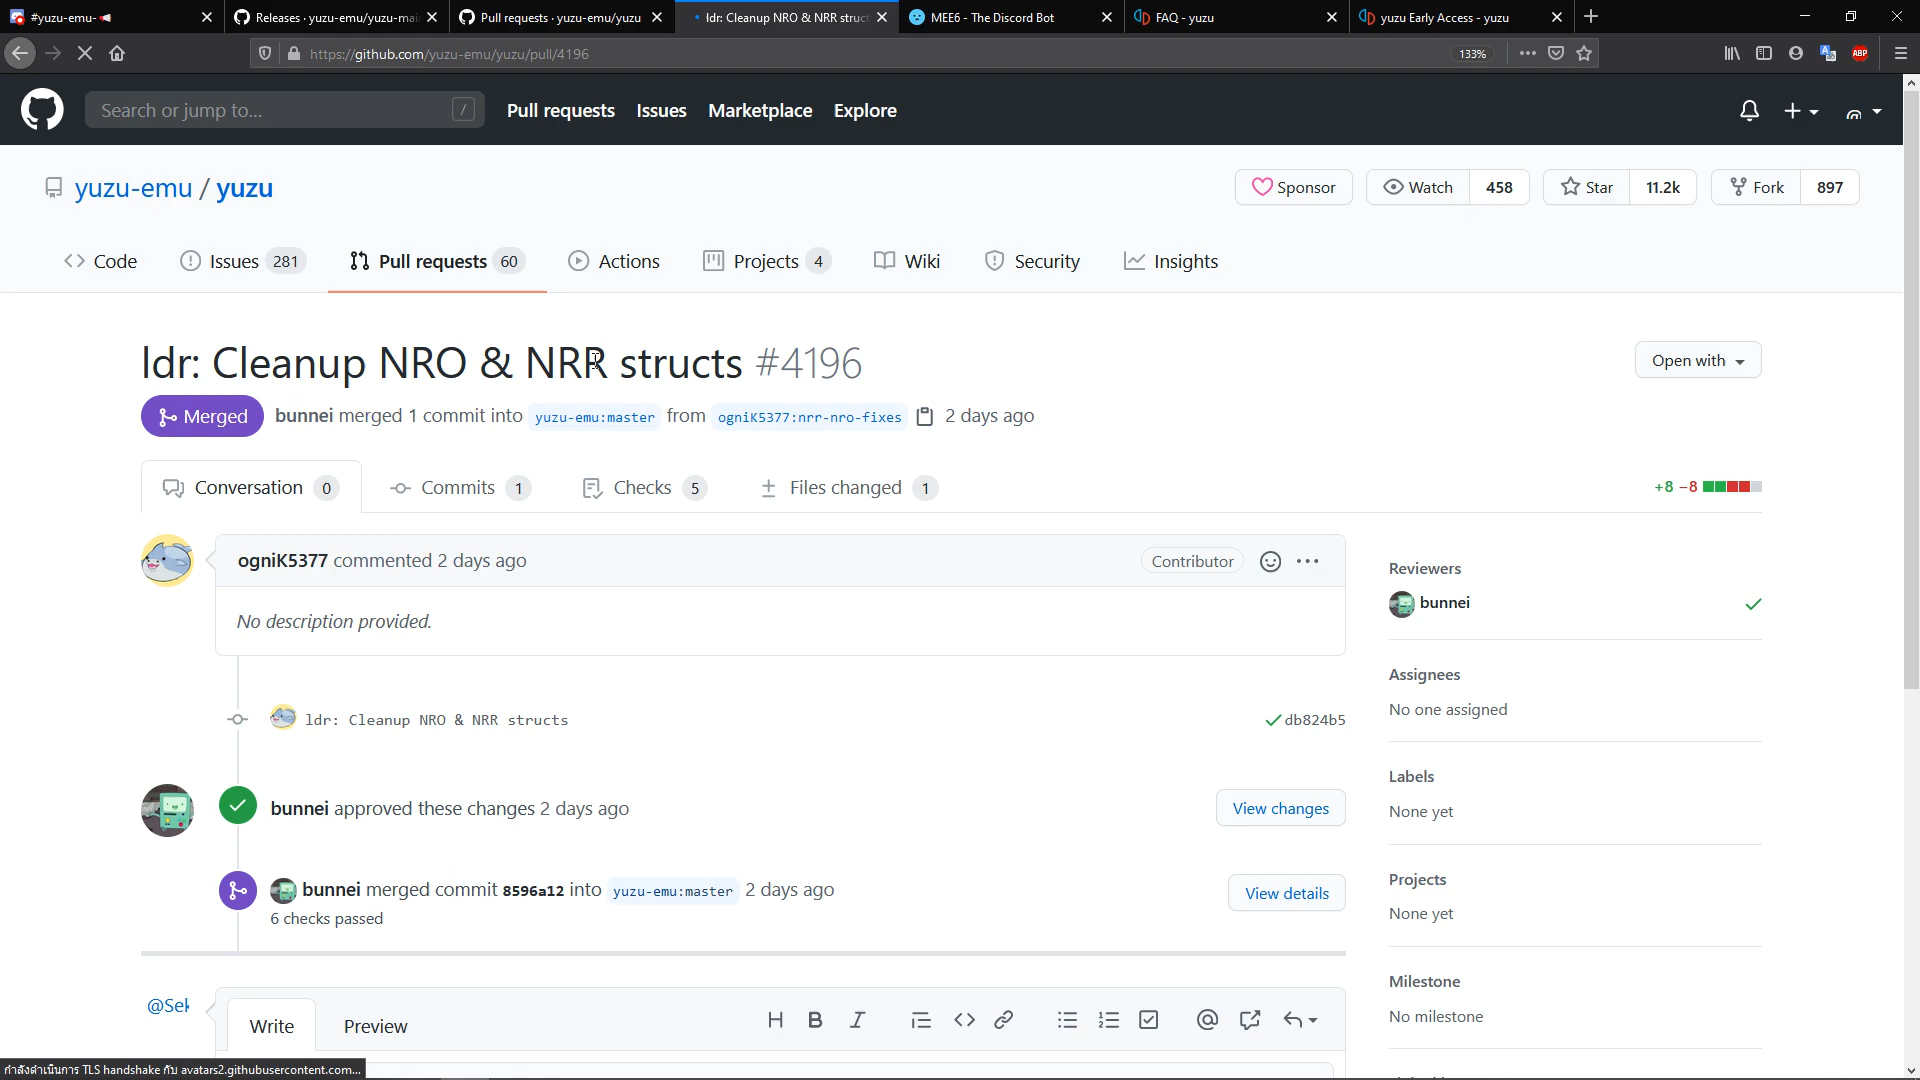 #yuzu-emu-
Releases · yuzu-emu/yuzu-mai
Pull requests · yuzu-emu/yuzu
ldr: Cleanup NRO & NRR struct
MEE6 - The Discord Bot
FAQ - yuzu
yuzu Early Access - yuzu
https://github.com/yuzu-emu/yuzu/pull/4196
133%
ABP
Search or jump to...
/
Pull requests
Issues
Marketplace
Explore
yuzu-emu / yuzu
Sponsor
Watch 458
Star 11.2k
Fork 897
Code
Issues 281
Pull requests 60
Actions
Projects 4
Wiki
Security
Insights
ldr: Cleanup NRO & NRR structs #4196
Open with
Merged
bunnei merged 1 commit into yuzu-emu:master from ogniK5377:nrr-nro-fixes 2 days ago
Conversation 0
Commits 1
Checks 5
Files changed 1
+8 −8
ogniK5377 commented 2 days ago
Contributor
No description provided.
ldr: Cleanup NRO & NRR structs
db824b5
bunnei approved these changes 2 days ago
View changes
bunnei merged commit 8596a12 into yuzu-emu:master 2 days ago
View details
6 checks passed
Reviewers
bunnei
Assignees
No one assigned
Labels
None yet
Projects
None yet
Milestone
No milestone
@Sek
Write
Preview
กำลังดำเนินการ TLS handshake กับ avatars2.githubusercontent.com...